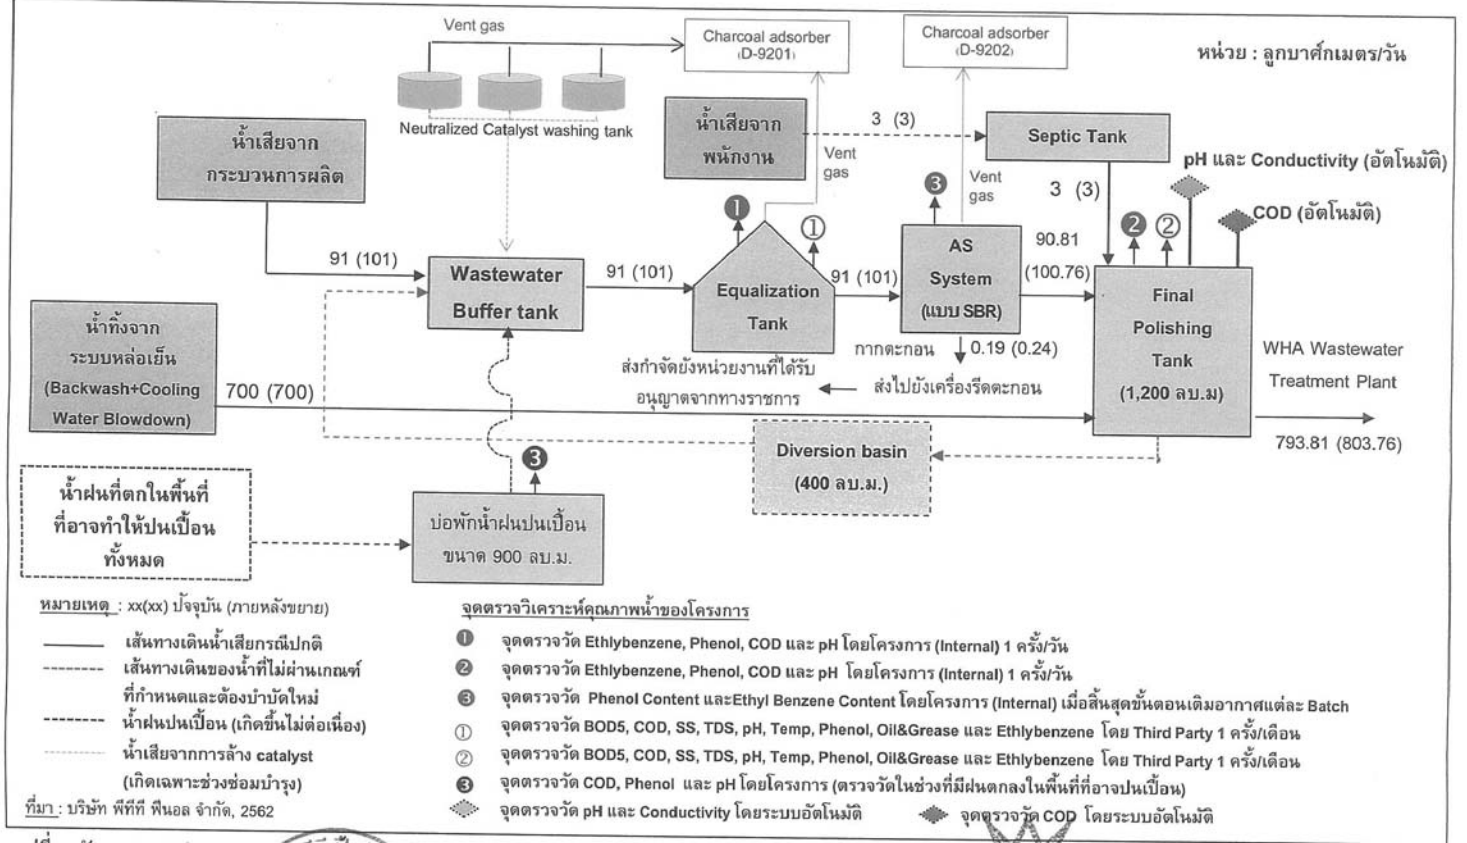 Vent gas
Charcoal adsorber
(D-9201)
Charcoal adsorber
(D-9202)
หน่วย : ลูกบาศก์เมตร/วัน
Neutralized Catalyst washing tank
น้ำเสียจาก
กระบวนการผลิต
น้ำเสียจาก
พนักงาน
3 (3)
Septic Tank
Vent
gas
Vent
gas
3 (3)
pH และ Conductivity (อัตโนมัติ)
COD (อัตโนมัติ)
❶
①
❸
❷
②
91 (101)
Wastewater
Buffer tank
91 (101)
Equalization
Tank
91 (101)
AS
System
(แบบ SBR)
90.81
(100.76)
Final
Polishing
Tank
(1,200 ลบ.ม)
WHA Wastewater
Treatment Plant
793.81 (803.76)
กากตะกอน
0.19 (0.24)
ส่งไปยังเครื่องรีดตะกอน
ส่งกำจัดยังหน่วยงานที่ได้รับ
อนุญาตจากทางราชการ
น้ำทิ้งจาก
ระบบหล่อเย็น
(Backwash+Cooling
Water Blowdown)
700 (700)
Diversion basin
(400 ลบ.ม.)
น้ำฝนที่ตกในพื้นที่
ที่อาจทำให้ปนเปื้อน
ทั้งหมด
❸
บ่อพักน้ำฝนปนเปื้อน
ขนาด 900 ลบ.ม.
หมายเหตุ : xx(xx) ปัจจุบัน (ภายหลังขยาย)
เส้นทางเดินน้ำเสียกรณีปกติ
เส้นทางเดินของน้ำที่ไม่ผ่านเกณฑ์
ที่กำหนดและต้องบำบัดใหม่
น้ำฝนปนเปื้อน (เกิดขึ้นไม่ต่อเนื่อง)
น้ำเสียจากการล้าง catalyst
(เกิดเฉพาะช่วงซ่อมบำรุง)
ที่มา : บริษัท พีทีที ฟีนอล จำกัด, 2562
จุดตรวจวิเคราะห์คุณภาพน้ำของโครงการ
❶ จุดตรวจวัด Ethlybenzene, Phenol, COD และ pH โดยโครงการ (Internal) 1 ครั้ง/วัน
❷ จุดตรวจวัด Ethlybenzene, Phenol, COD และ pH โดยโครงการ (Internal) 1 ครั้ง/วัน
❸ จุดตรวจวัด Phenol Content และEthyl Benzene Content โดยโครงการ (Internal) เมื่อสิ้นสุดขั้นตอนเติมอากาศแต่ละ Batch
① จุดตรวจวัด BOD5, COD, SS, TDS, pH, Temp, Phenol, Oil&Grease และ Ethlybenzene โดย Third Party 1 ครั้ง/เดือน
② จุดตรวจวัด BOD5, COD, SS, TDS, pH, Temp, Phenol, Oil&Grease และ Ethlybenzene โดย Third Party 1 ครั้ง/เดือน
❸ จุดตรวจวัด COD, Phenol และ pH โดยโครงการ (ตรวจวัดในช่วงที่มีฝนตกลงในพื้นที่ที่อาจปนเปื้อน)
จุดตรวจวัด pH และ Conductivity โดยระบบอัตโนมัติ
จุดตรวจวัด COD โดยระบบอัตโนมัติ